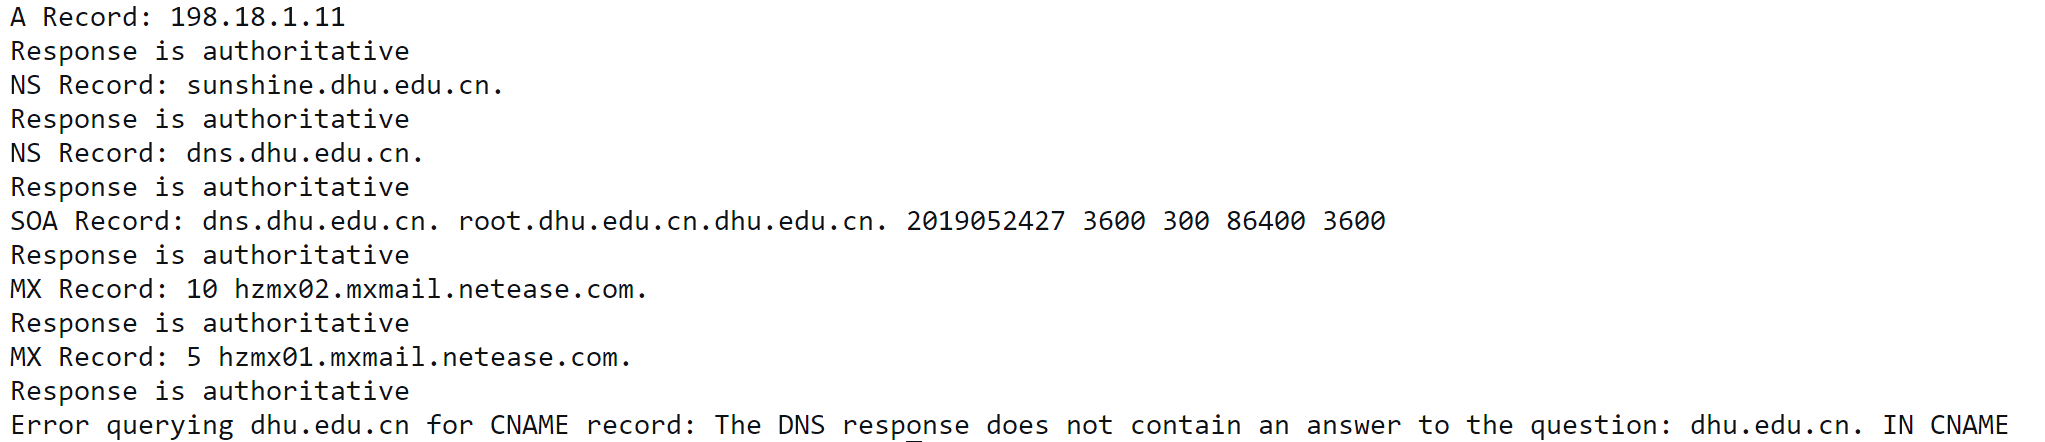 A Record: 198.18.1.11
Response is authoritative
NS Record: sunshine.dhu.edu.cn.
Response is authoritative
NS Record: dns.dhu.edu.cn.
Response is authoritative
SOA Record: dns.dhu.edu.cn. root.dhu.edu.cn.dhu.edu.cn. 2019052427 3600 300 86400 3600
Response is authoritative
MX Record: 10 hzmx02.mxmail.netease.com.
Response is authoritative
MX Record: 5 hzmx01.mxmail.netease.com.
Response is authoritative
Error querying dhu.edu.cn for CNAME record: The DNS response does not contain an answer to the question: dhu.edu.cn. IN CNAME